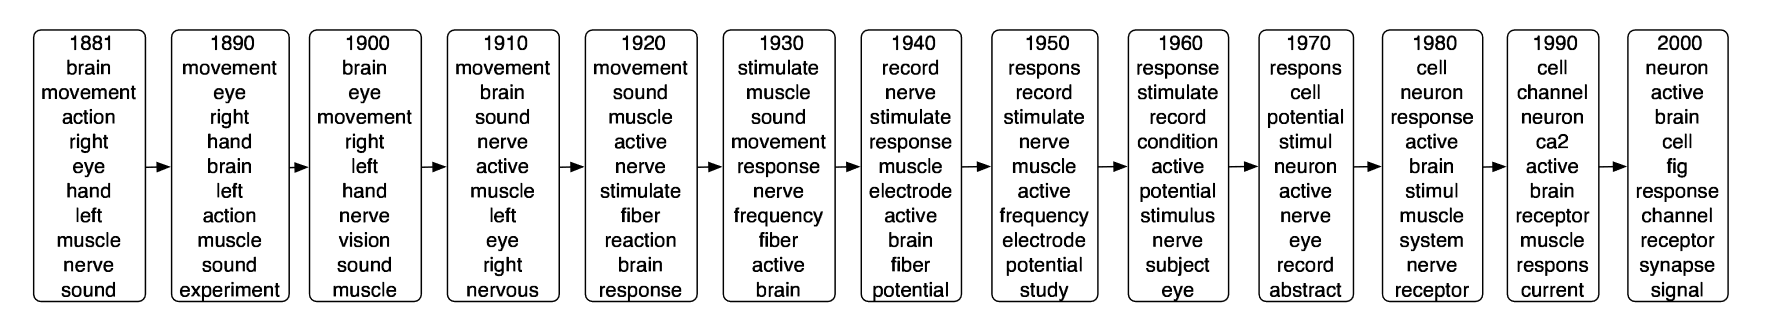 1881
brain
movement
action
right
eye
hand
left
muscle
nerve
sound
1890
movement
eye
right
hand
brain
left
action
muscle
sound
experiment
1900
brain
eye
movement
right
left
hand
nerve
vision
sound
muscle
1910
movement
brain
sound
nerve
active
muscle
left
eye
right
nervous
1920
movement
sound
muscle
active
nerve
stimulate
fiber
reaction
brain
response
1930
stimulate
muscle
sound
movement
response
nerve
frequency
fiber
active
brain
1940
record
nerve
stimulate
response
muscle
electrode
active
brain
fiber
potential
1950
respons
record
stimulate
nerve
muscle
active
frequency
electrode
potential
study
1960
response
stimulate
record
condition
active
potential
stimulus
nerve
subject
eye
1970
respons
cell
potential
stimul
neuron
active
nerve
eye
record
abstract
1980
cell
neuron
response
active
brain
stimul
muscle
system
nerve
receptor
1990
cell
channel
neuron
ca2
active
brain
receptor
muscle
respons
current
2000
neuron
active
brain
cell
fig
response
channel
receptor
synapse
signal